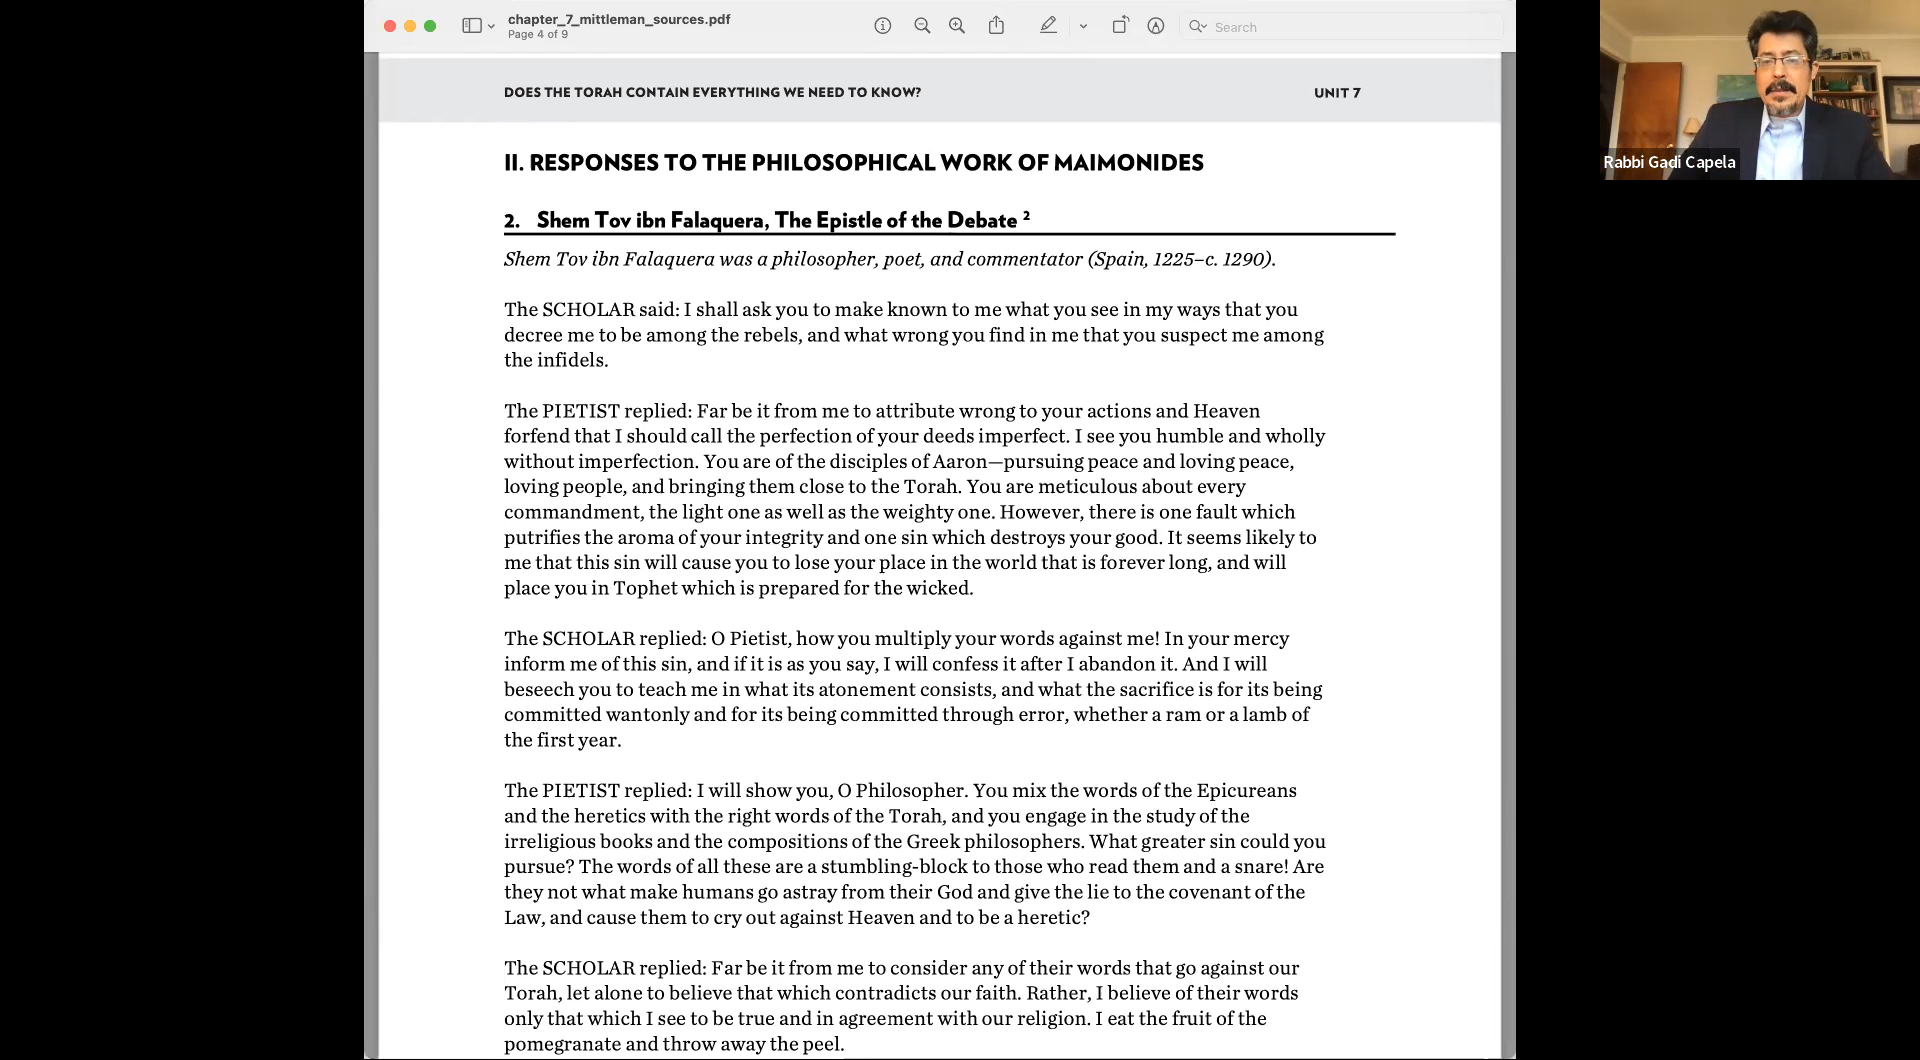 chapter_7_mittleman_sources.pdf
Page 4 of 9
Search
DOES THE TORAH CONTAIN EVERYTHING WE NEED TO KNOW?
UNIT 7
II. RESPONSES TO THE PHILOSOPHICAL WORK OF MAIMONIDES
2. Shem Tov ibn Falaquera, The Epistle of the Debate ²
Shem Tov ibn Falaquera was a philosopher, poet, and commentator (Spain, 1225–c. 1290).
The SCHOLAR said: I shall ask you to make known to me what you see in my ways that you
decree me to be among the rebels, and what wrong you find in me that you suspect me among
the infidels.
The PIETIST replied: Far be it from me to attribute wrong to your actions and Heaven
forfend that I should call the perfection of your deeds imperfect. I see you humble and wholly
without imperfection. You are of the disciples of Aaron—pursuing peace and loving peace,
loving people, and bringing them close to the Torah. You are meticulous about every
commandment, the light one as well as the weighty one. However, there is one fault which
putrifies the aroma of your integrity and one sin which destroys your good. It seems likely to
me that this sin will cause you to lose your place in the world that is forever long, and will
place you in Tophet which is prepared for the wicked.
The SCHOLAR replied: O Pietist, how you multiply your words against me! In your mercy
inform me of this sin, and if it is as you say, I will confess it after I abandon it. And I will
beseech you to teach me in what its atonement consists, and what the sacrifice is for its being
committed wantonly and for its being committed through error, whether a ram or a lamb of
the first year.
The PIETIST replied: I will show you, O Philosopher. You mix the words of the Epicureans
and the heretics with the right words of the Torah, and you engage in the study of the
irreligious books and the compositions of the Greek philosophers. What greater sin could you
pursue? The words of all these are a stumbling-block to those who read them and a snare! Are
they not what make humans go astray from their God and give the lie to the covenant of the
Law, and cause them to cry out against Heaven and to be a heretic?
The SCHOLAR replied: Far be it from me to consider any of their words that go against our
Torah, let alone to believe that which contradicts our faith. Rather, I believe of their words
only that which I see to be true and in agreement with our religion. I eat the fruit of the
pomegranate and throw away the peel.
Rabbi Gadi Capela